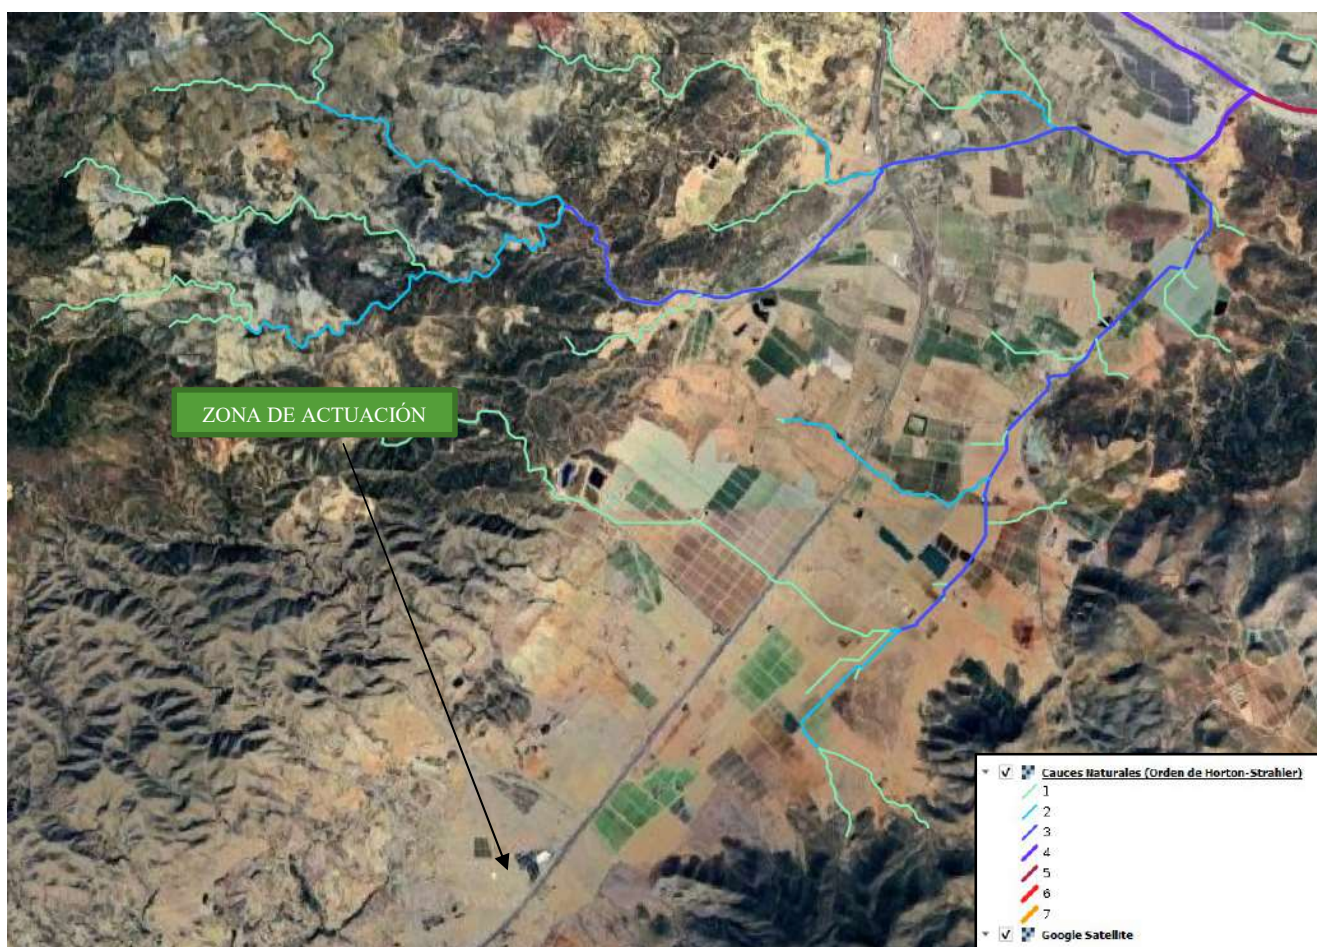 ZONA DE ACTUACIÓN
Cauces Naturales (Orden de Horton-Strahler)
1
2
3
4
5
6
7
Google Satellite